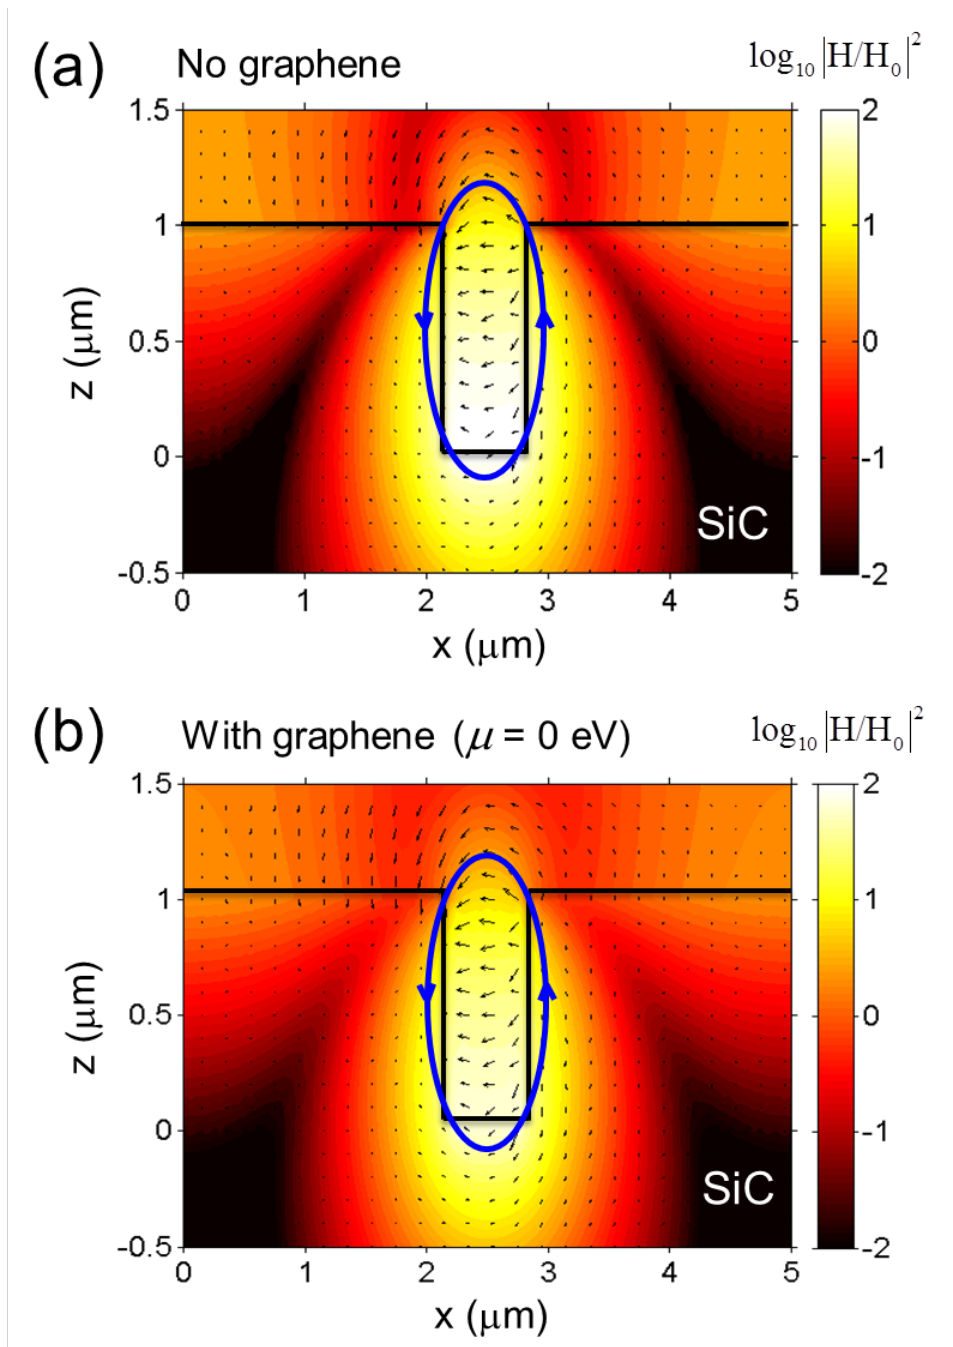 (a) No graphene log₁₀ |H/H₀|²
1.5
1
0.5
0
-0.5
z (μm)
0 1 2 3 4 5
x (μm)
SiC
2
1
0
-1
-2
(b) With graphene (μ = 0 eV) log₁₀ |H/H₀|²
1.5
1
0.5
0
-0.5
z (μm)
0 1 2 3 4 5
x (μm)
SiC
2
1
0
-1
-2